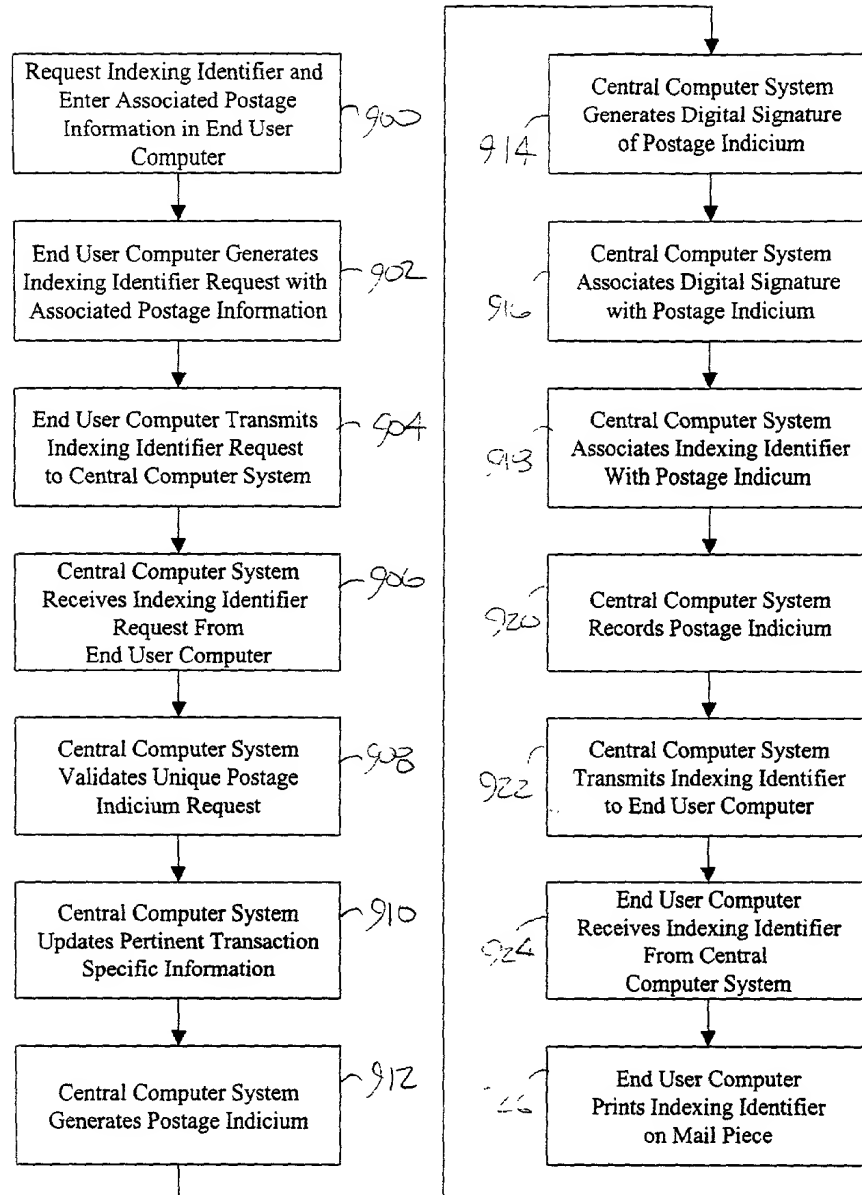 Request Indexing Identifier and
Enter Associated Postage
Information in End User
Computer
900
End User Computer Generates
Indexing Identifier Request with
Associated Postage Information
902
End User Computer Transmits
Indexing Identifier Request
to Central Computer System
904
Central Computer System
Receives Indexing Identifier
Request From
End User Computer
906
Central Computer System
Validates Unique Postage
Indicium Request
908
Central Computer System
Updates Pertinent Transaction
Specific Information
910
Central Computer System
Generates Postage Indicium
912
Central Computer System
Generates Digital Signature
of Postage Indicium
914
Central Computer System
Associates Digital Signature
with Postage Indicium
916
Central Computer System
Associates Indexing Identifier
With Postage Indicum
918
Central Computer System
Records Postage Indicium
920
Central Computer System
Transmits Indexing Identifier
to End User Computer
922
End User Computer
Receives Indexing Identifier
From Central
Computer System
924
End User Computer
Prints Indexing Identifier
on Mail Piece